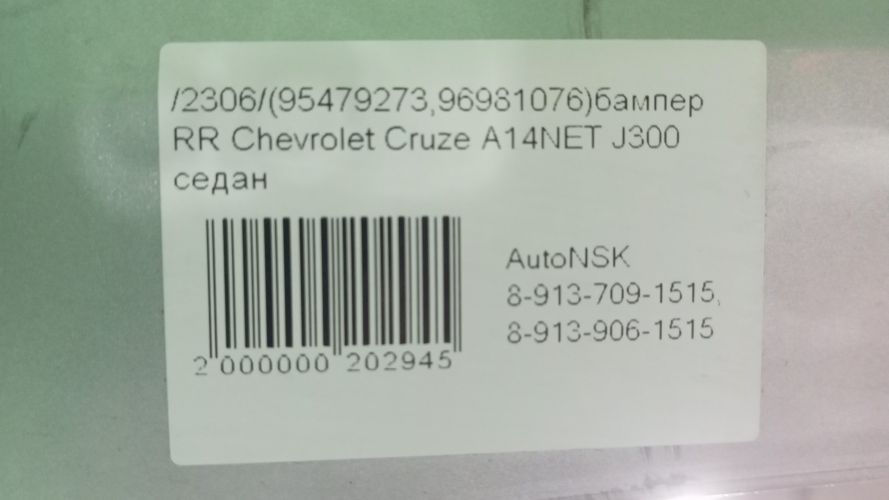 /2306/(95479273,96981076)бампер
RR Chevrolet Cruze A14NET J300
седан
AutoNSK
8-913-709-1515,
8-913-906-1515
2 000000 202945